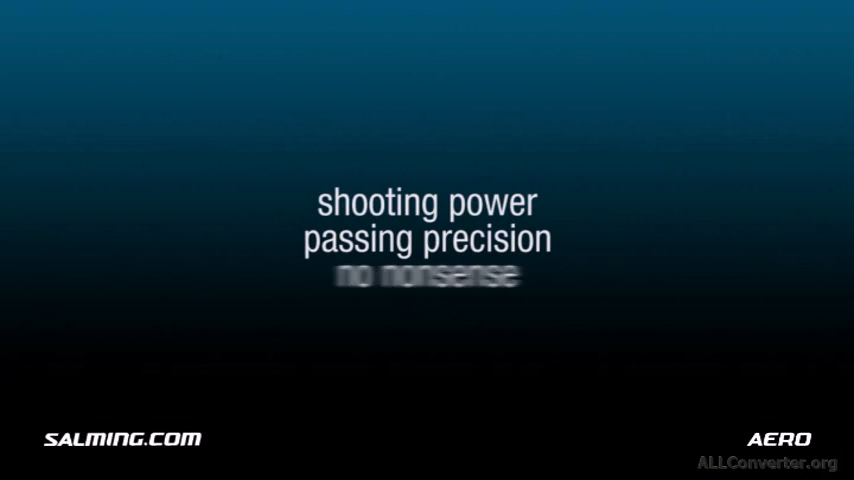 shooting power
passing precision
no nonsense
SALMING.COM
AERO
ALLConverter.org